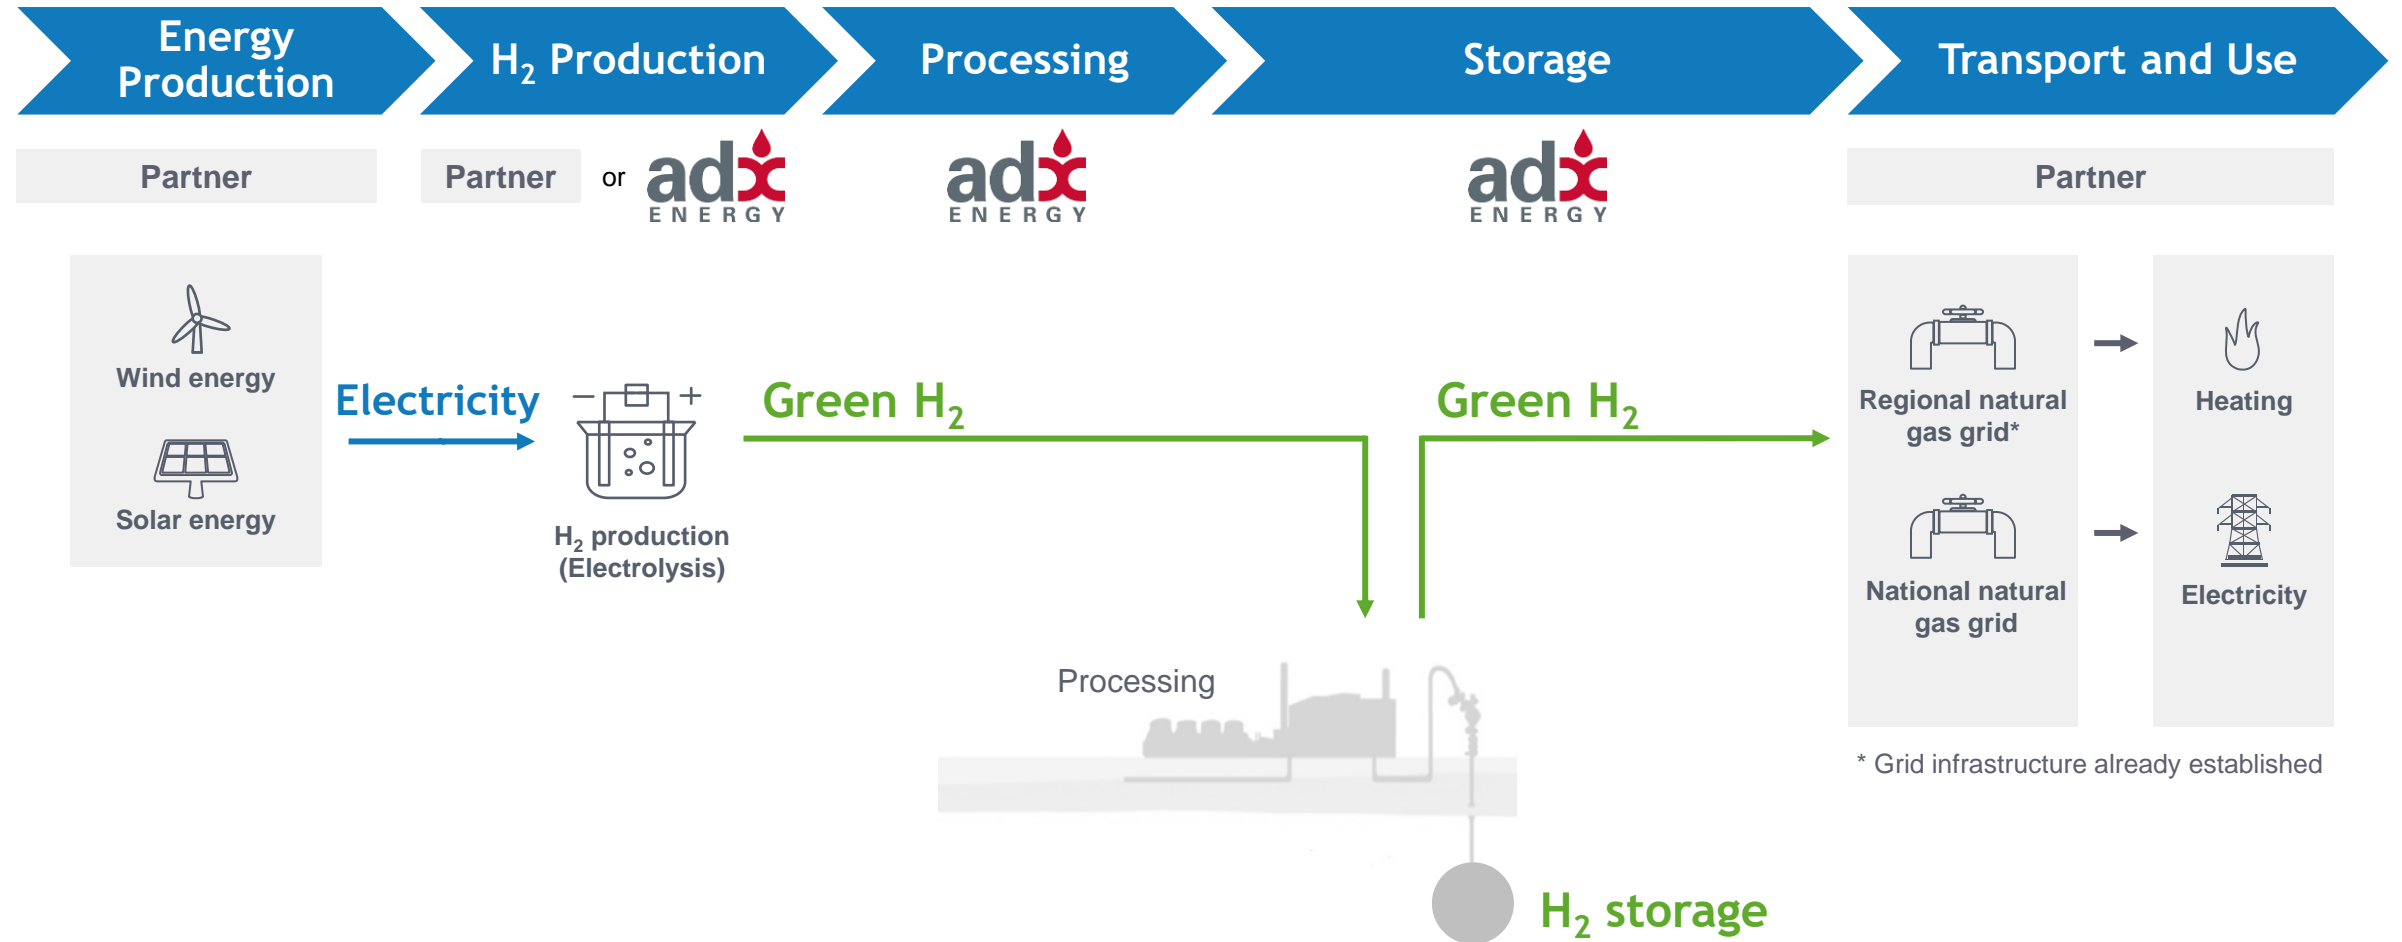 Energy
Production
H₂ Production
Processing
Storage
Transport and Use
Partner
Partner
or
adx
ENERGY
adx
ENERGY
adx
ENERGY
Partner
Wind energy
Solar energy
Electricity
− +
H₂ production
(Electrolysis)
Green H₂
Green H₂
Regional natural
gas grid*
Heating
National natural
gas grid
Electricity
* Grid infrastructure already established
Processing
H₂ storage